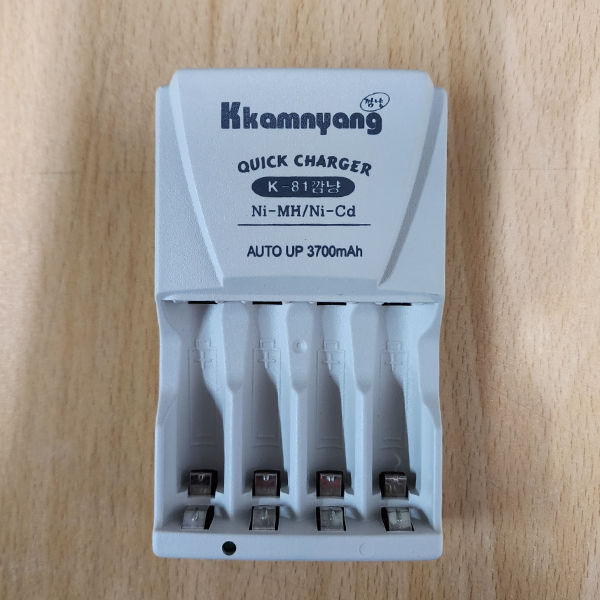 Kkamnyang 깜냥
QUICK CHARGER
K-81깜냥
Ni-MH/Ni-Cd
AUTO UP 3700mAh